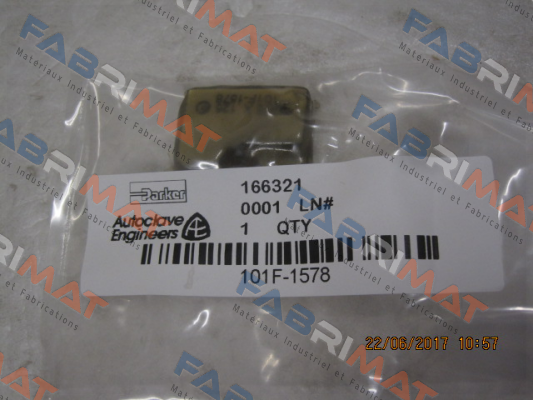 FABRIMAT
Materiaux Industriel et Fabrications
Parker
Autoclave
Engineers
AE
166321
0001 LN#
1 QTY
101F-1578
22/06/2017 10:57